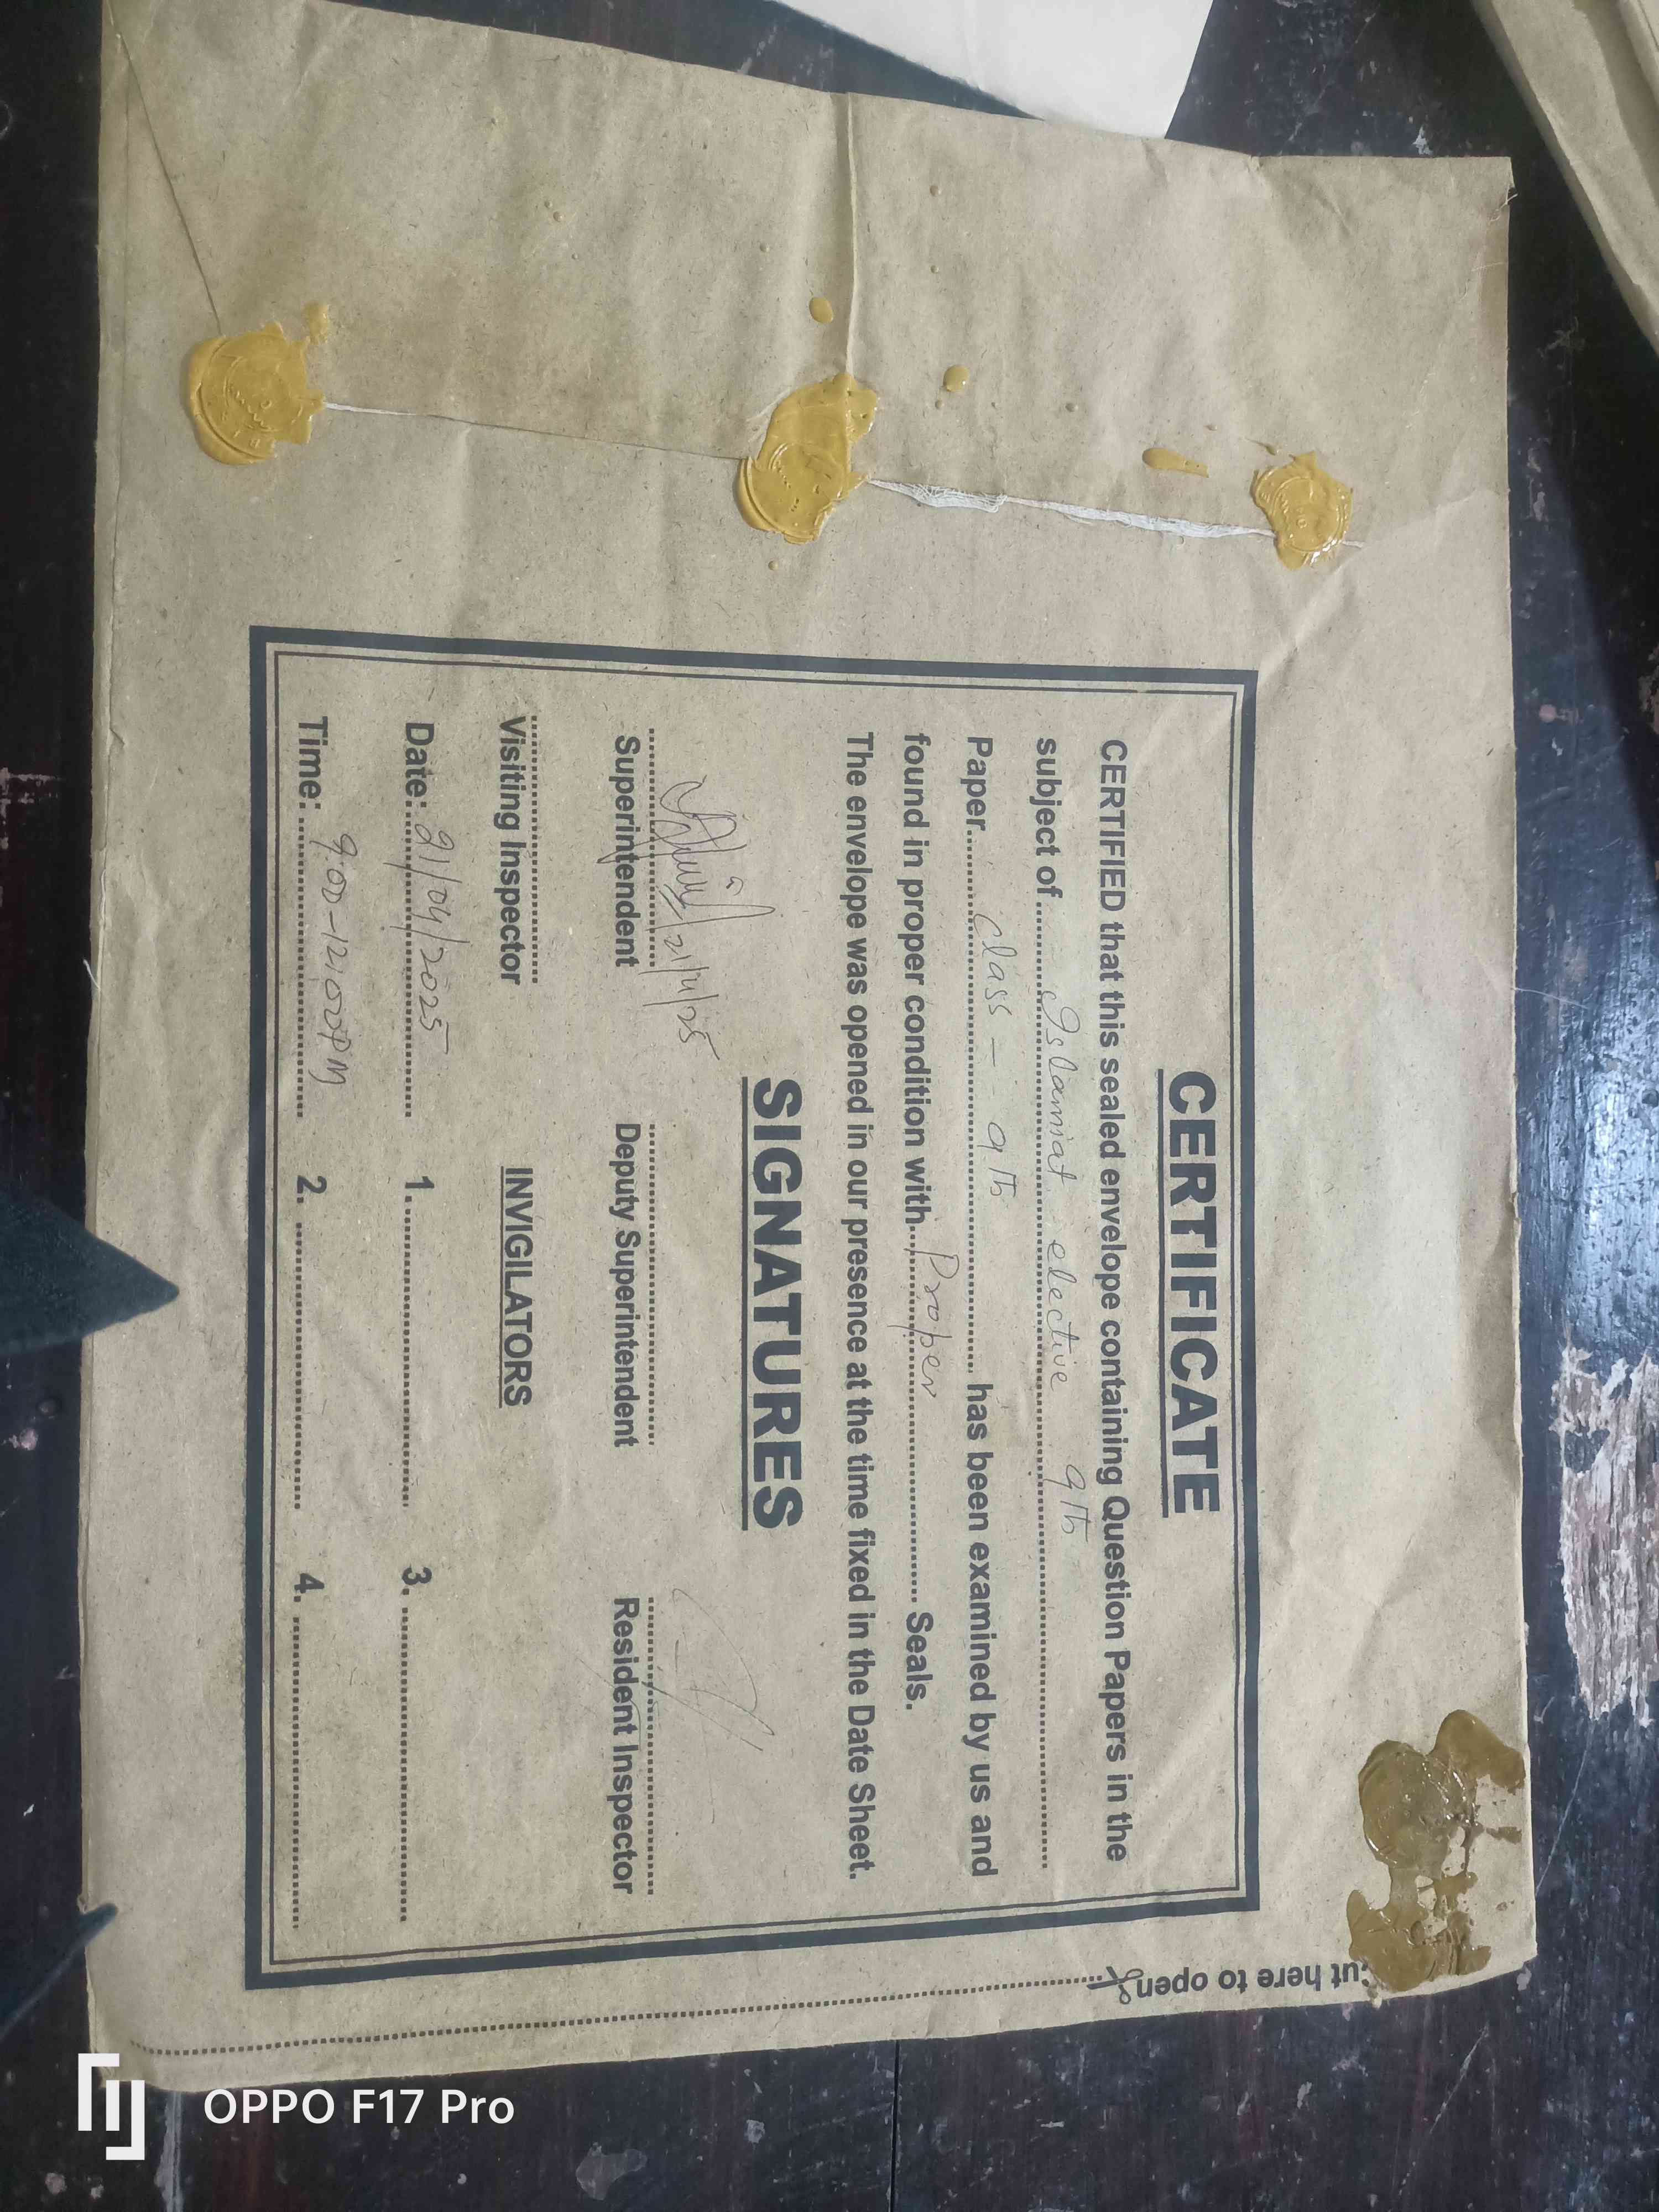 CERTIFICATE
CERTIFIED that this sealed envelope containing Question Papers in the
subject of ........ Islamiat elective 9th ........
Paper........ Class - 9th ........ has been examined by us and
found in proper condition with........ Proper ........ Seals.
The envelope was opened in our presence at the time fixed in the Date Sheet.
SIGNATURES
21/4/25
Superintendent Deputy Superintendent Resident Inspector
Visiting Inspector INVIGILATORS
Date: 21/04/2025 1. ........ 3. ........
Time: 9:00-12:00PM 2. ........ 4. ........
ut here to open
OPPO F17 Pro